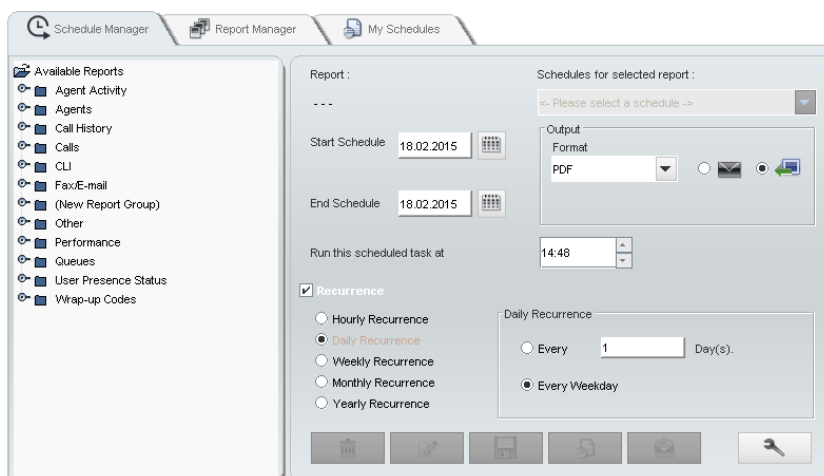 Schedule Manager
Report Manager
My Schedules
Available Reports
Agent Activity
Agents
Call History
Calls
CLI
Fax/E-mail
(New Report Group)
Other
Performance
Queues
User Presence Status
Wrap-up Codes
Report :
- - -
Schedules for selected report :
<- Please select a schedule ->
Start Schedule
18.02.2015
Output
Format
PDF
End Schedule
18.02.2015
Run this scheduled task at
14:48
Recurrence
Hourly Recurrence
Daily Recurrence
Weekly Recurrence
Monthly Recurrence
Yearly Recurrence
Daily Recurrence
Every 1 Day(s).
Every Weekday